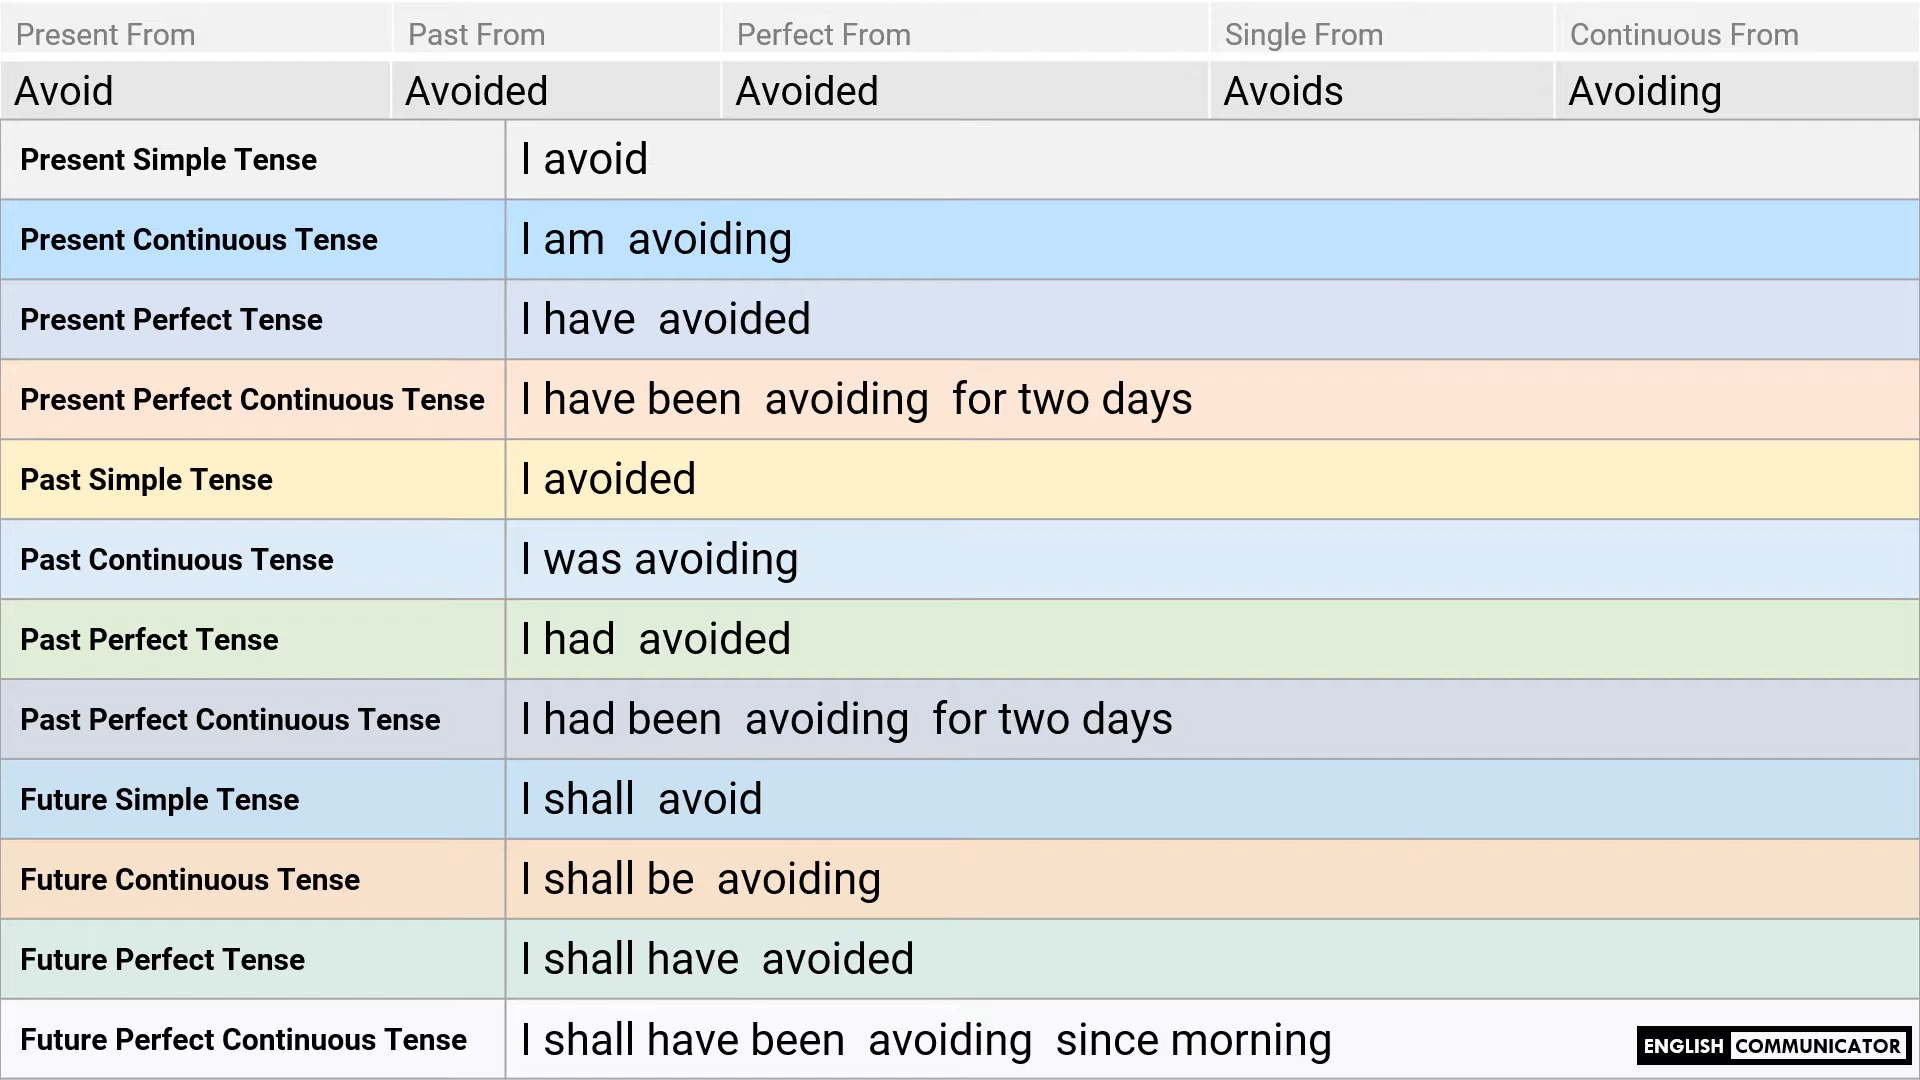 Present From Past From Perfect From Single From Continuous From
Avoid Avoided Avoided Avoids Avoiding
Present Simple Tense I avoid
Present Continuous Tense I am avoiding
Present Perfect Tense I have avoided
Present Perfect Continuous Tense I have been avoiding for two days
Past Simple Tense I avoided
Past Continuous Tense I was avoiding
Past Perfect Tense I had avoided
Past Perfect Continuous Tense I had been avoiding for two days
Future Simple Tense I shall avoid
Future Continuous Tense I shall be avoiding
Future Perfect Tense I shall have avoided
Future Perfect Continuous Tense I shall have been avoiding since morning
ENGLISH COMMUNICATOR